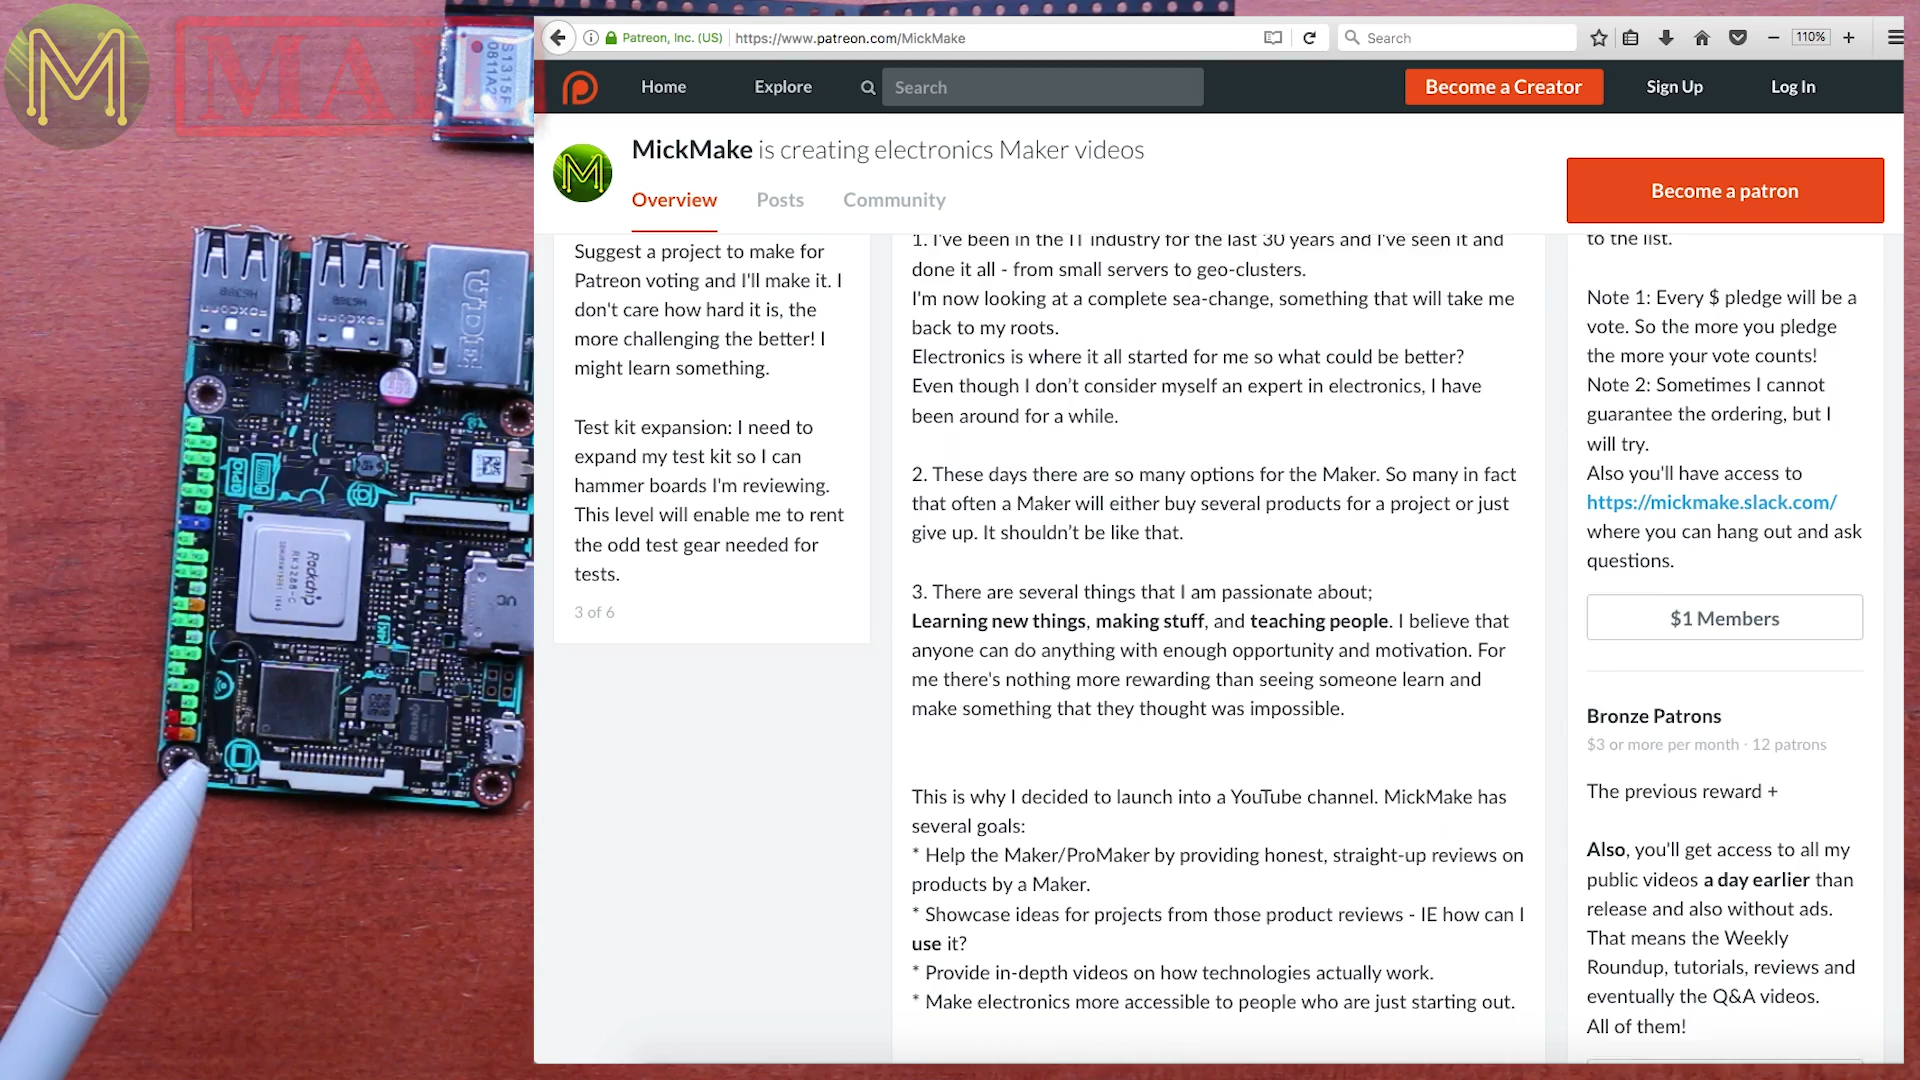 MA
S1315F
0811A2
Patreon, Inc. (US)
https://www.patreon.com/MickMake
Search
110%
Home
Explore
Search
Become a Creator
Sign Up
Log In
MickMake is creating electronics Maker videos
Overview
Posts
Community
Become a patron
Suggest a project to make for
Patreon voting and I'll make it. I
don't care how hard it is, the
more challenging the better! I
might learn something.
Test kit expansion: I need to
expand my test kit so I can
hammer boards I'm reviewing.
This level will enable me to rent
the odd test gear needed for
tests.
3 of 6
1. I've been in the IT industry for the last 30 years and I've seen it and
done it all - from small servers to geo-clusters.
I'm now looking at a complete sea-change, something that will take me
back to my roots.
Electronics is where it all started for me so what could be better?
Even though I don't consider myself an expert in electronics, I have
been around for a while.
2. These days there are so many options for the Maker. So many in fact
that often a Maker will either buy several products for a project or just
give up. It shouldn't be like that.
3. There are several things that I am passionate about;
Learning new things, making stuff, and teaching people. I believe that
anyone can do anything with enough opportunity and motivation. For
me there's nothing more rewarding than seeing someone learn and
make something that they thought was impossible.
This is why I decided to launch into a YouTube channel. MickMake has
several goals:
* Help the Maker/ProMaker by providing honest, straight-up reviews on
products by a Maker.
* Showcase ideas for projects from those product reviews - IE how can I
use it?
* Provide in-depth videos on how technologies actually work.
* Make electronics more accessible to people who are just starting out.
to the list.
Note 1: Every $ pledge will be a
vote. So the more you pledge
the more your vote counts!
Note 2: Sometimes I cannot
guarantee the ordering, but I
will try.
Also you'll have access to
https://mickmake.slack.com/
where you can hang out and ask
questions.
$1 Members
Bronze Patrons
$3 or more per month · 12 patrons
The previous reward +
Also, you'll get access to all my
public videos a day earlier than
release and also without ads.
That means the Weekly
Roundup, tutorials, reviews and
eventually the Q&A videos.
All of them!
UDE
FOXCONN
FOXCONN
GPIO
Rockchip
RK3288-C